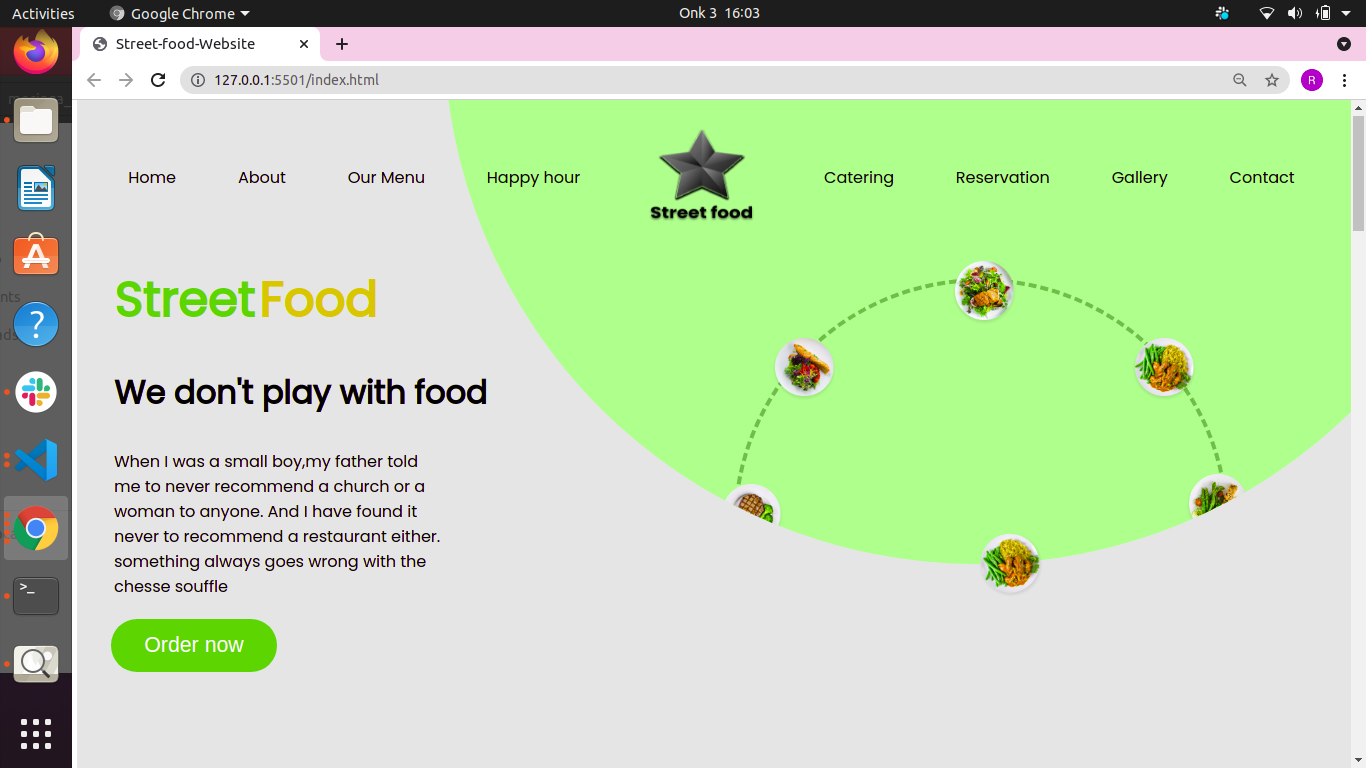 Activities
Google Chrome
Onk 3 16:03
Street-food-Website
127.0.0.1:5501/index.html
R
Home
About
Our Menu
Happy hour
Street food
Catering
Reservation
Gallery
Contact
StreetFood
We don't play with food
When I was a small boy,my father told
me to never recommend a church or a
woman to anyone. And I have found it
never to recommend a restaurant either.
something always goes wrong with the
chesse souffle
Order now